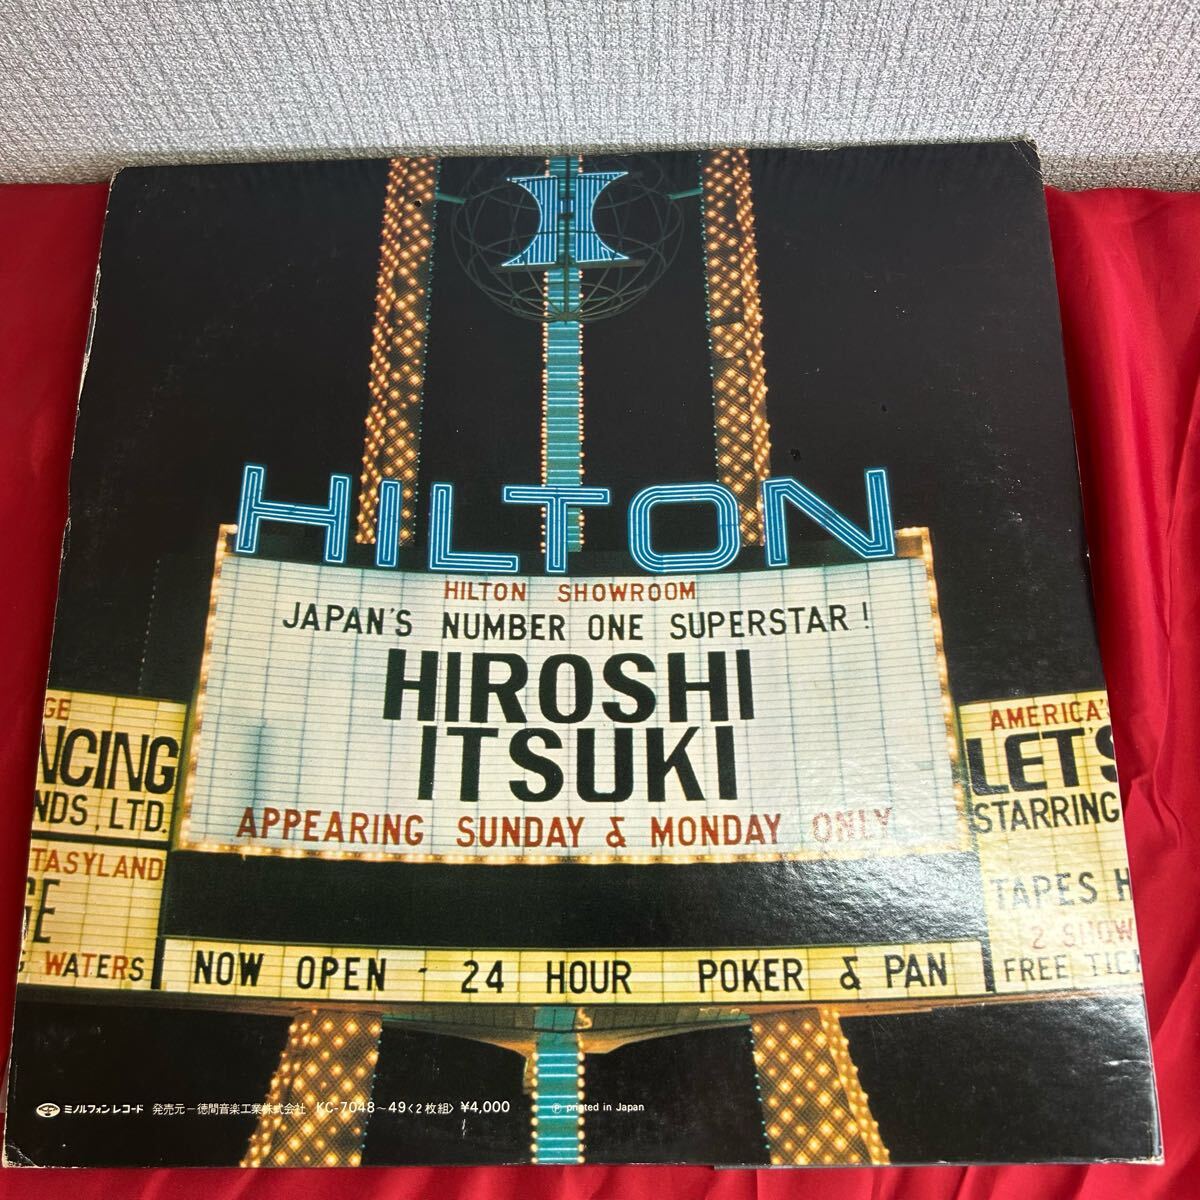 HILTON
HILTON SHOWROOM
JAPAN'S NUMBER ONE SUPERSTAR!
HIROSHI
ITSUKI
APPEARING SUNDAY & MONDAY ONLY
GE
NCING
NDS, LTD.
TASYLAND
GE
WATERS
NOW OPEN - 24 HOUR POKER & PAN
AMERICA'
LET'S
STARRING
TAPES H
2 SHOW
FREE TIC
ミノルフォンレコード 発売元－徳間音楽工業株式会社 KC-7048～49〈2枚組〉 ¥4,000 Ⓟ printed in Japan